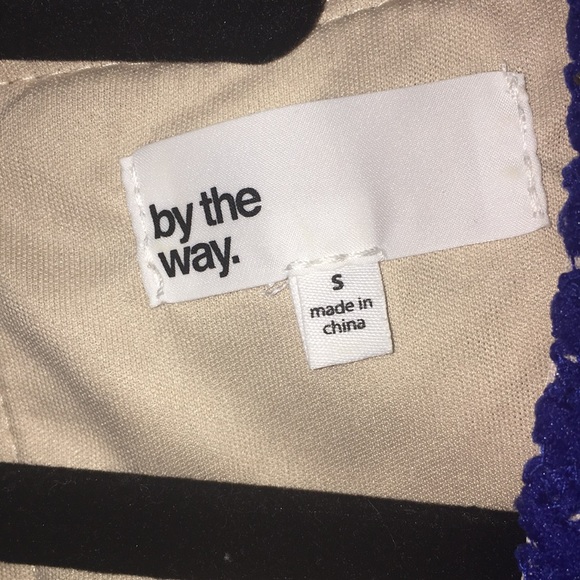 by the
way.
S
made in
china